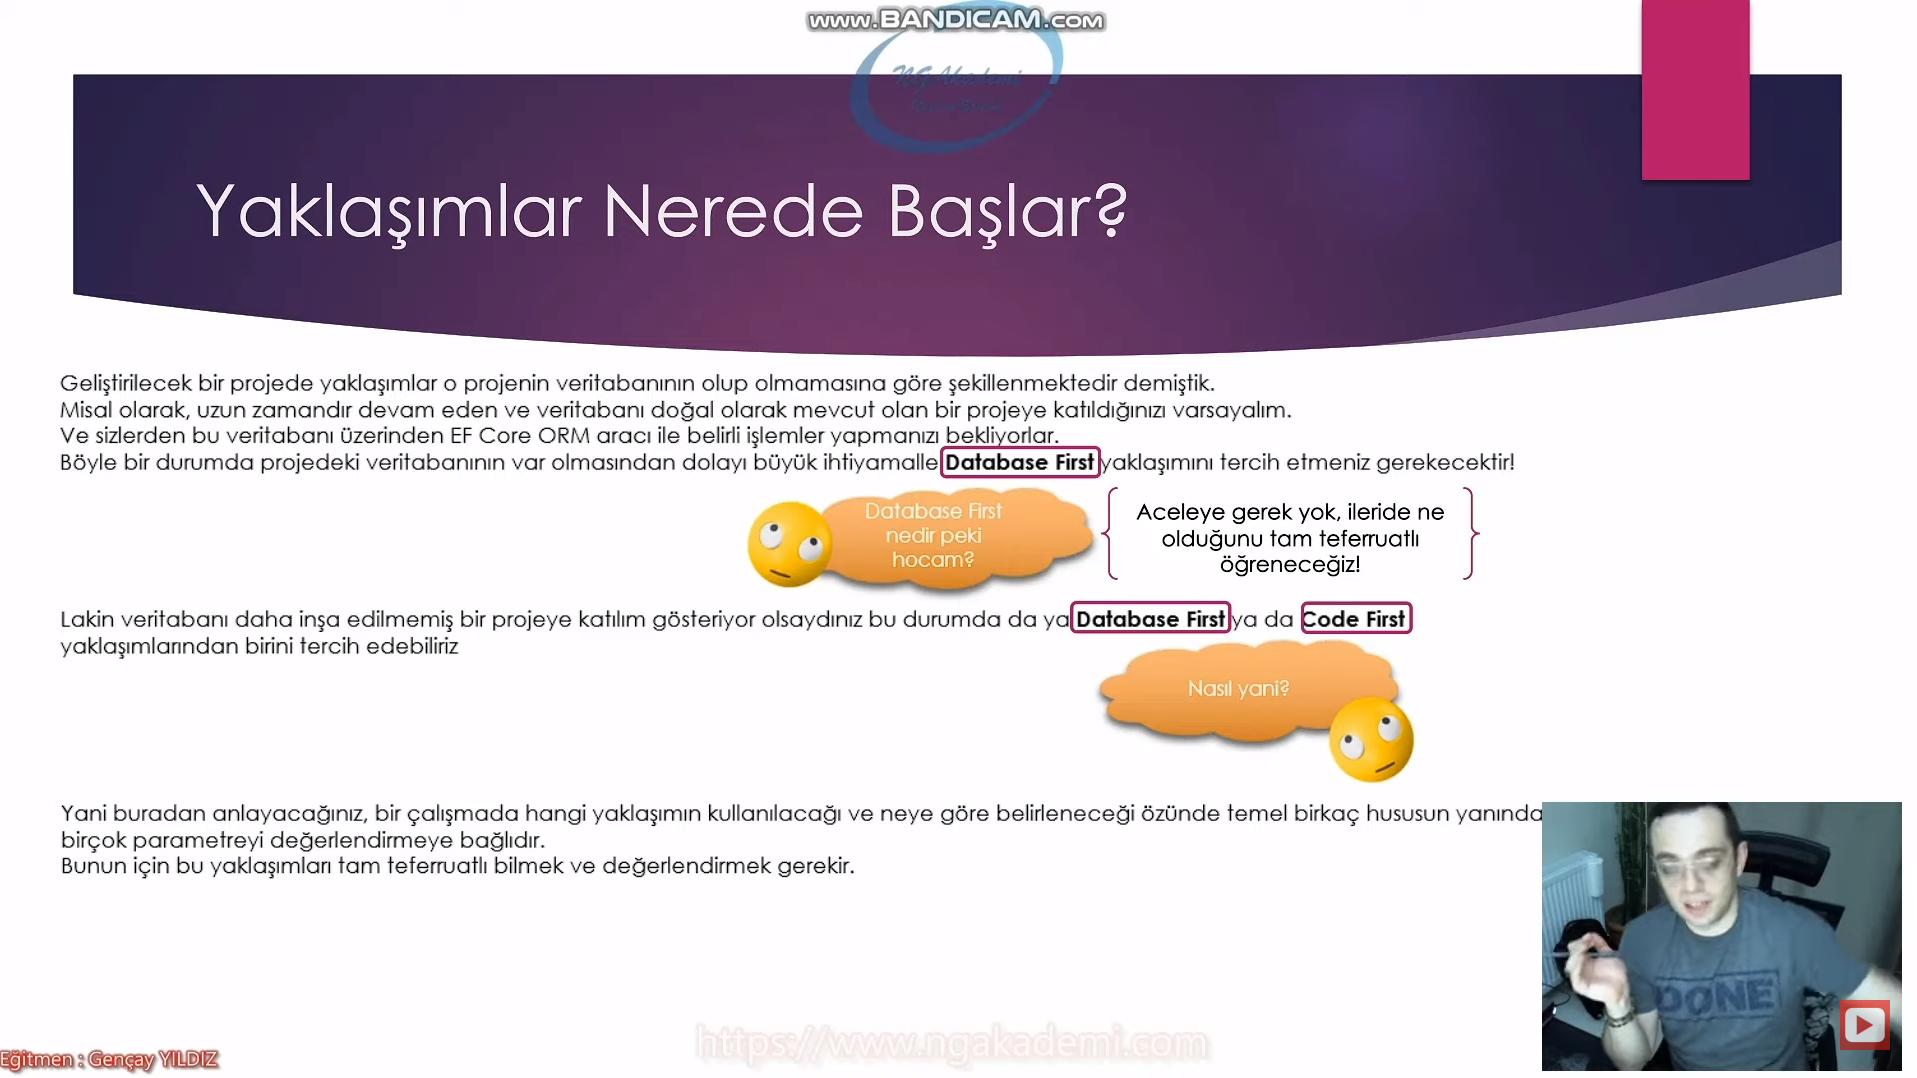 www.BANDICAM.com
NG Akademi
Yaklaşımlar Nerede Başlar?
Geliştirilecek bir projede yaklaşımlar o projenin veritabanının olup olmamasına göre şekillenmektedir demiştik.
Misal olarak, uzun zamandır devam eden ve veritabanı doğal olarak mevcut olan bir projeye katıldığınızı varsayalım.
Ve sizlerden bu veritabanı üzerinden EF Core ORM aracı ile belirli işlemler yapmanızı bekliyorlar.
Böyle bir durumda projedeki veritabanının var olmasından dolayı büyük ihtiyamalle Database First yaklaşımını tercih etmeniz gerekecektir!
Database First
nedir peki
hocam?
Aceleye gerek yok, ileride ne
olduğunu tam teferruatlı
öğreneceğiz!
Lakin veritabanı daha inşa edilmemiş bir projeye katılım gösteriyor olsaydınız bu durumda da ya Database First ya da Code First
yaklaşımlarından birini tercih edebiliriz
Nasıl yani?
Yani buradan anlayacağınız, bir çalışmada hangi yaklaşımın kullanılacağı ve neye göre belirleneceği özünde temel birkaç hususun yanında
birçok parametreyi değerlendirmeye bağlıdır.
Bunun için bu yaklaşımları tam teferruatlı bilmek ve değerlendirmek gerekir.
DONE
https://www.ngakademi.com
Eğitmen : Gençay YILDIZ